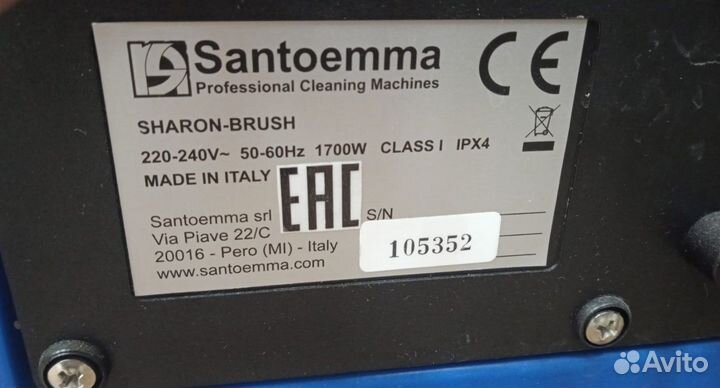 Santoemma
Professional Cleaning Machines
CE
SHARON-BRUSH
220-240V~ 50-60Hz 1700W CLASS I IPX4
MADE IN ITALY
EAC
Santoemma srl
Via Piave 22/C
20016 - Pero (MI) - Italy
www.santoemma.com
S/N
105352
Avito